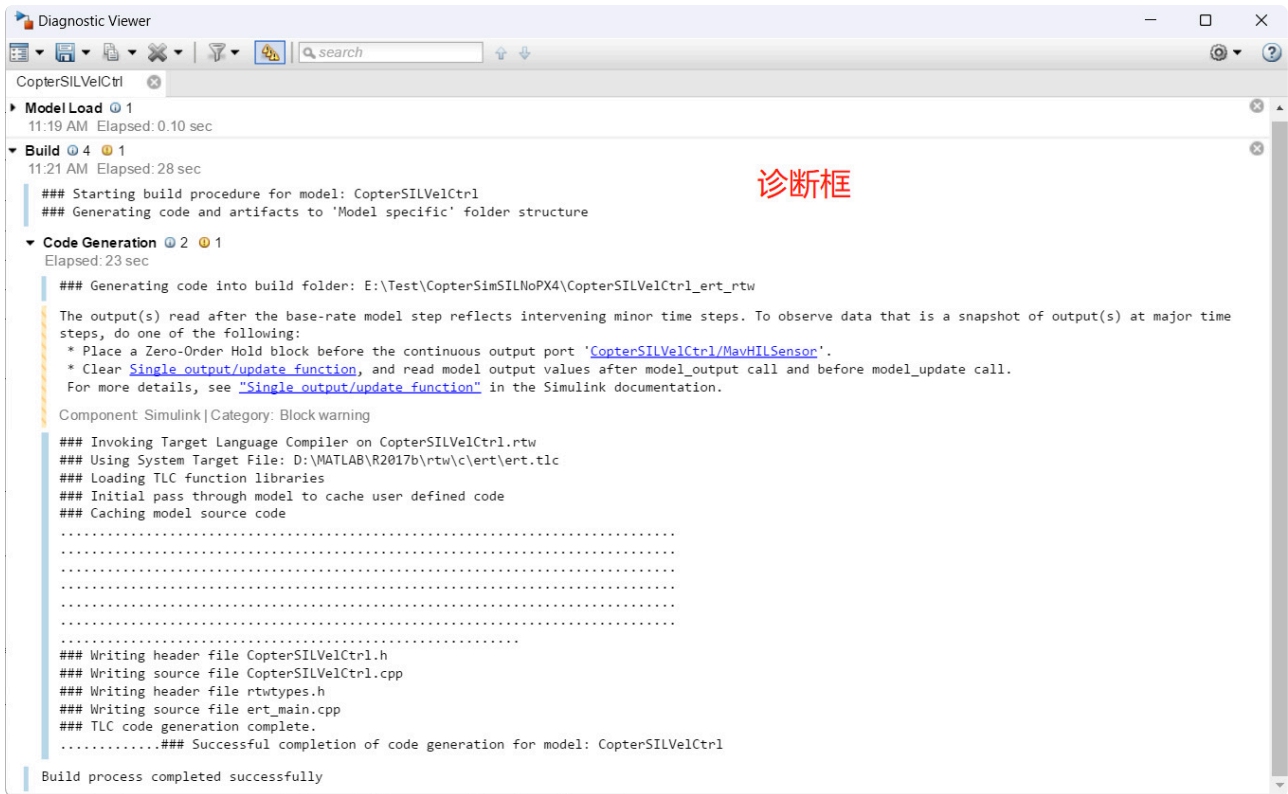 Diagnostic Viewer
search
CopterSILVelCtrl
Model Load 1
11:19 AM Elapsed: 0.10 sec
Build 4 1
11:21 AM Elapsed: 28 sec
诊断框
### Starting build procedure for model: CopterSILVelCtrl
### Generating code and artifacts to 'Model specific' folder structure
Code Generation 2 1
Elapsed: 23 sec
### Generating code into build folder: E:\Test\CopterSimSILNoPX4\CopterSILVelCtrl_ert_rtw
The output(s) read after the base-rate model step reflects intervening minor time steps. To observe data that is a snapshot of output(s) at major time
steps, do one of the following:
* Place a Zero-Order Hold block before the continuous output port 'CopterSILVelCtrl/MavHILSensor'.
* Clear Single output/update function, and read model output values after model_output call and before model_update call.
For more details, see "Single output/update function" in the Simulink documentation.
Component: Simulink | Category: Block warning
### Invoking Target Language Compiler on CopterSILVelCtrl.rtw
### Using System Target File: D:\MATLAB\R2017b\rtw\c\ert\ert.tlc
### Loading TLC function libraries
### Initial pass through model to cache user defined code
### Caching model source code
...............................................................................
...............................................................................
...............................................................................
...............................................................................
...............................................................................
...............................................................................
...........................................................
### Writing header file CopterSILVelCtrl.h
### Writing source file CopterSILVelCtrl.cpp
### Writing header file rtwtypes.h
### Writing source file ert_main.cpp
### TLC code generation complete.
.............### Successful completion of code generation for model: CopterSILVelCtrl
Build process completed successfully